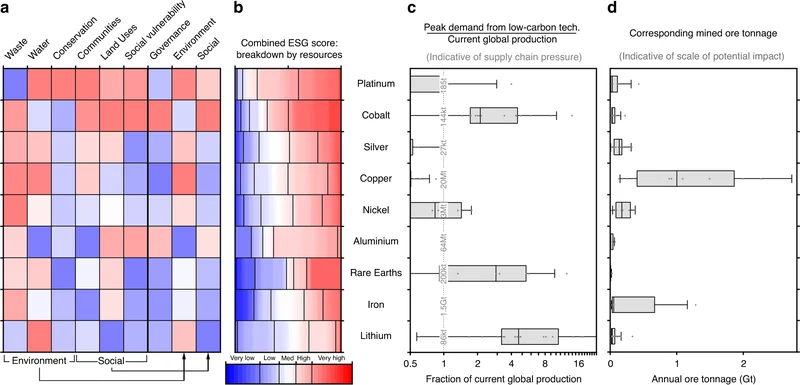 a
Waste
Water
Conservation
Communities
Land Uses
Social vulnerability
Governance
Environment
Social
Environment
Social
b
Combined ESG score:
breakdown by resources
Very low
Low
Med
High
Very high
Platinum
Cobalt
Silver
Copper
Nickel
Aluminium
Rare Earths
Iron
Lithium
c
Peak demand from low-carbon tech.
Current global production
(Indicative of supply chain pressure)
185t
144kt
27kt
20Mt
3Mt
64Mt
200kt
1.5Gt
86kt
0.5
1
2
4
8
16
Fraction of current global production
d
Corresponding mined ore tonnage
(Indicative of scale of potential impact)
0
1
2
Annual ore tonnage (Gt)